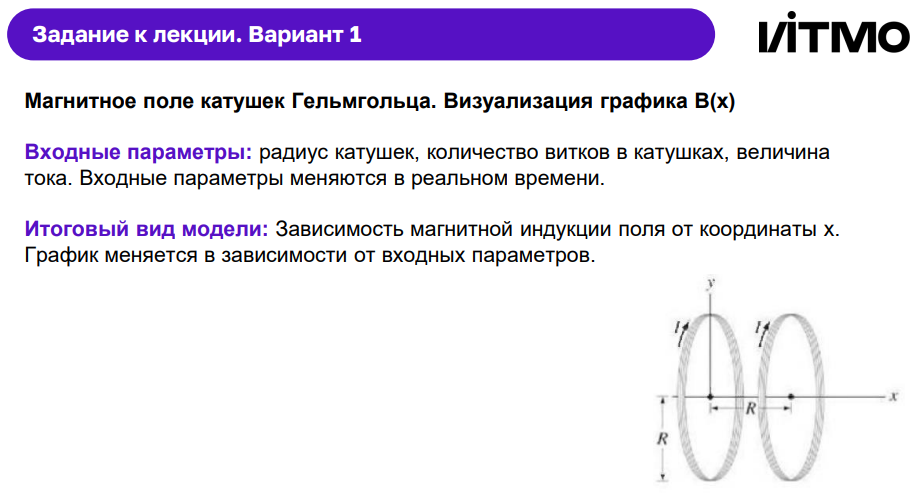 Задание к лекции. Вариант 1
ИTMO
Магнитное поле катушек Гельмгольца. Визуализация графика B(x)
Входные параметры: радиус катушек, количество витков в катушках, величина
тока. Входные параметры меняются в реальном времени.
Итоговый вид модели: Зависимость магнитной индукции поля от координаты x.
График меняется в зависимости от входных параметров.
y
I
I
x
R
R